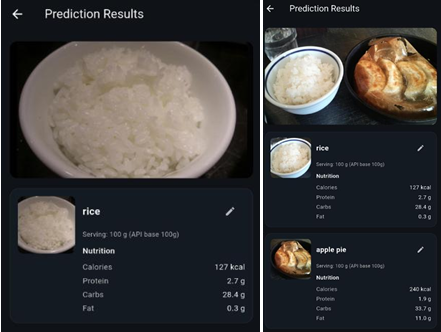 Prediction Results
rice
Serving: 100 g (API base 100g)
Nutrition
Calories 127 kcal
Protein 2.7 g
Carbs 28.4 g
Fat 0.3 g
Prediction Results
rice
Serving: 100 g (API base 100g)
Nutrition
Calories 127 kcal
Protein 2.7 g
Carbs 28.4 g
Fat 0.3 g
apple pie
Serving: 100 g (API base 100g)
Nutrition
Calories 240 kcal
Protein 1.9 g
Carbs 33.7 g
Fat 11.0 g